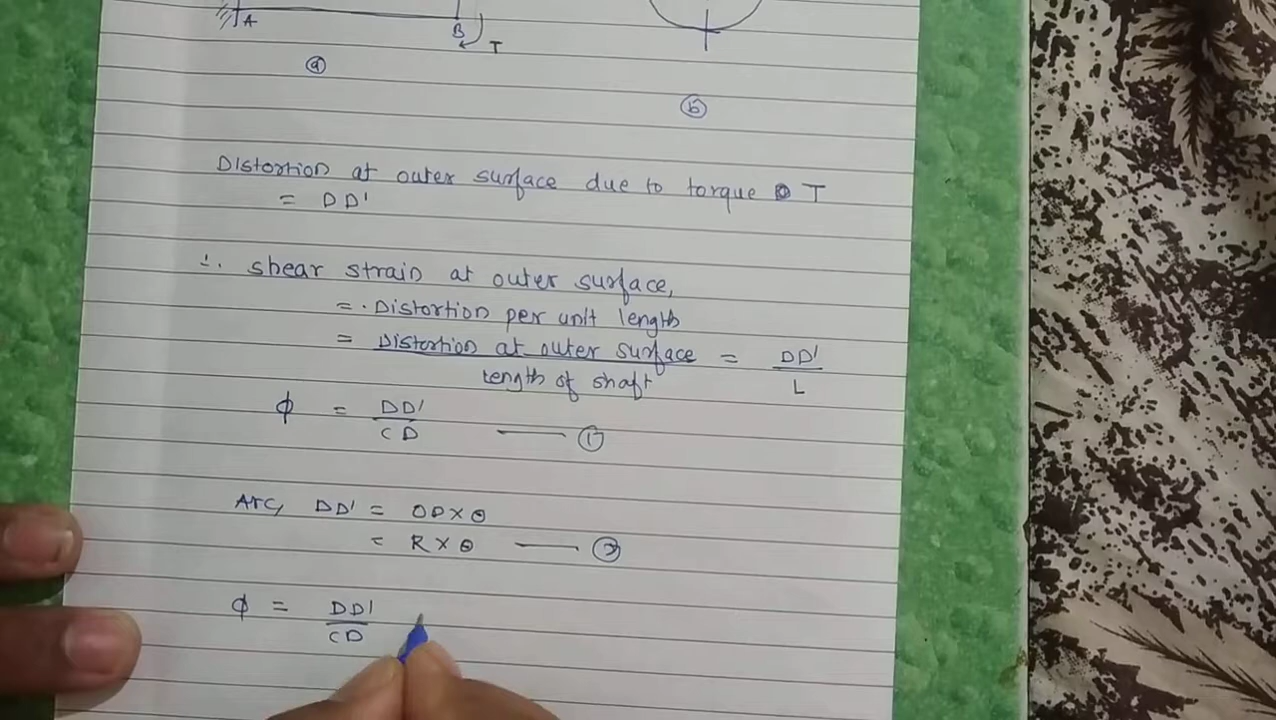 A
B
T
a
b
Distortion at outer surface due to torque T
= DD'
∴ shear strain at outer surface,
= Distortion per unit length
= Distortion at outer surface / Length of shaft = DD' / L
ϕ = DD' / CD —— ①
Arc, DD' = OD × θ
= R × θ —— ②
ϕ = DD' / CD